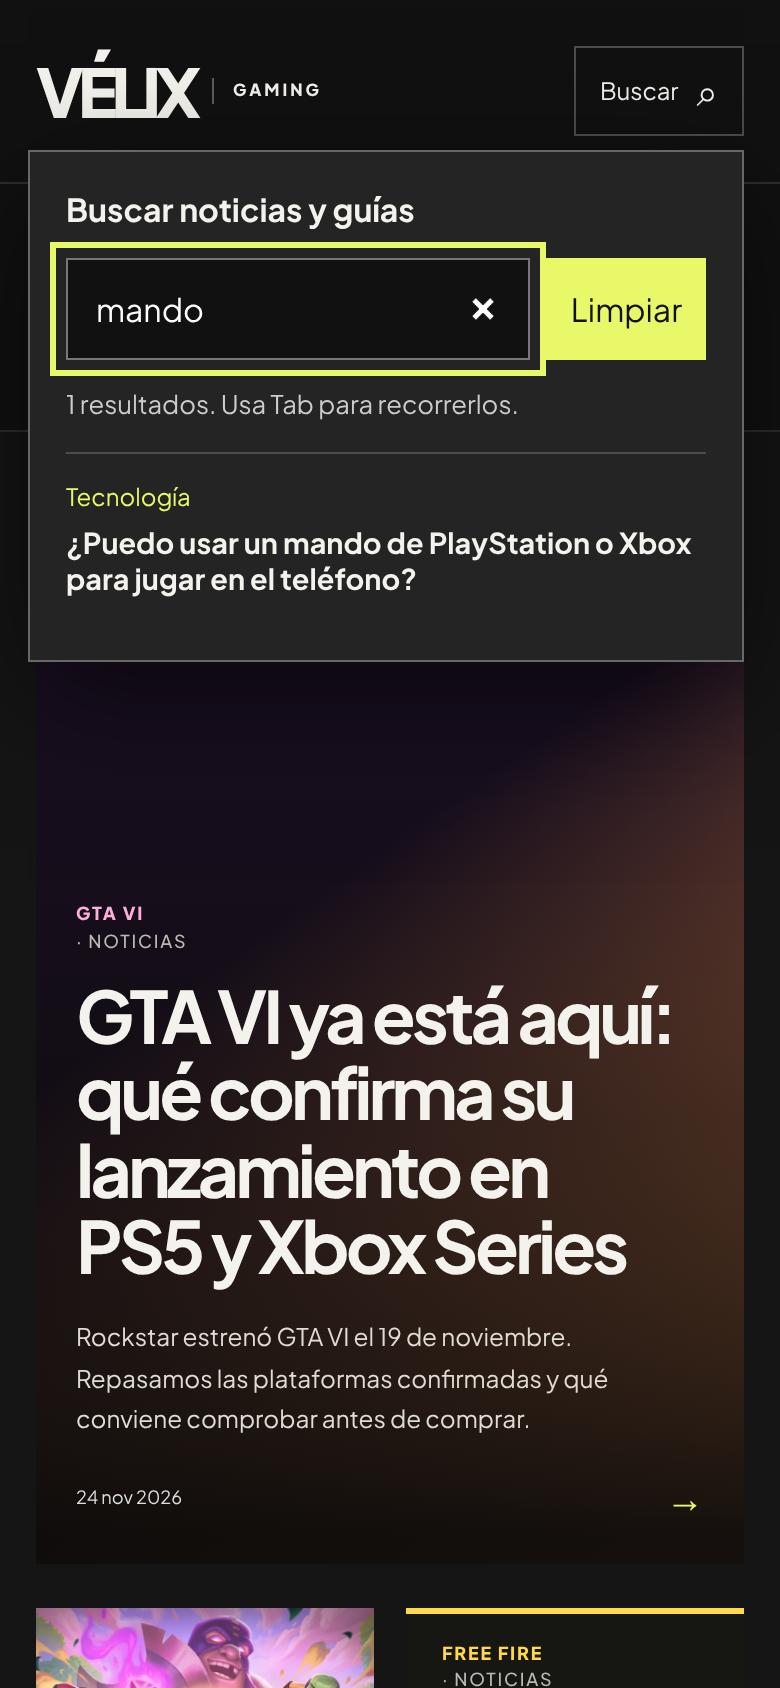 VÉLIX
GAMING
Buscar
Buscar noticias y guías
mando
Limpiar
1 resultados. Usa Tab para recorrerlos.
Tecnología
¿Puedo usar un mando de PlayStation o Xbox
para jugar en el teléfono?
GTA VI
· NOTICIAS
GTA VI ya está aquí:
qué confirma su
lanzamiento en
PS5 y Xbox Series
Rockstar estrenó GTA VI el 19 de noviembre.
Repasamos las plataformas confirmadas y qué
conviene comprobar antes de comprar.
24 nov 2026
→
FREE FIRE
· NOTICIAS